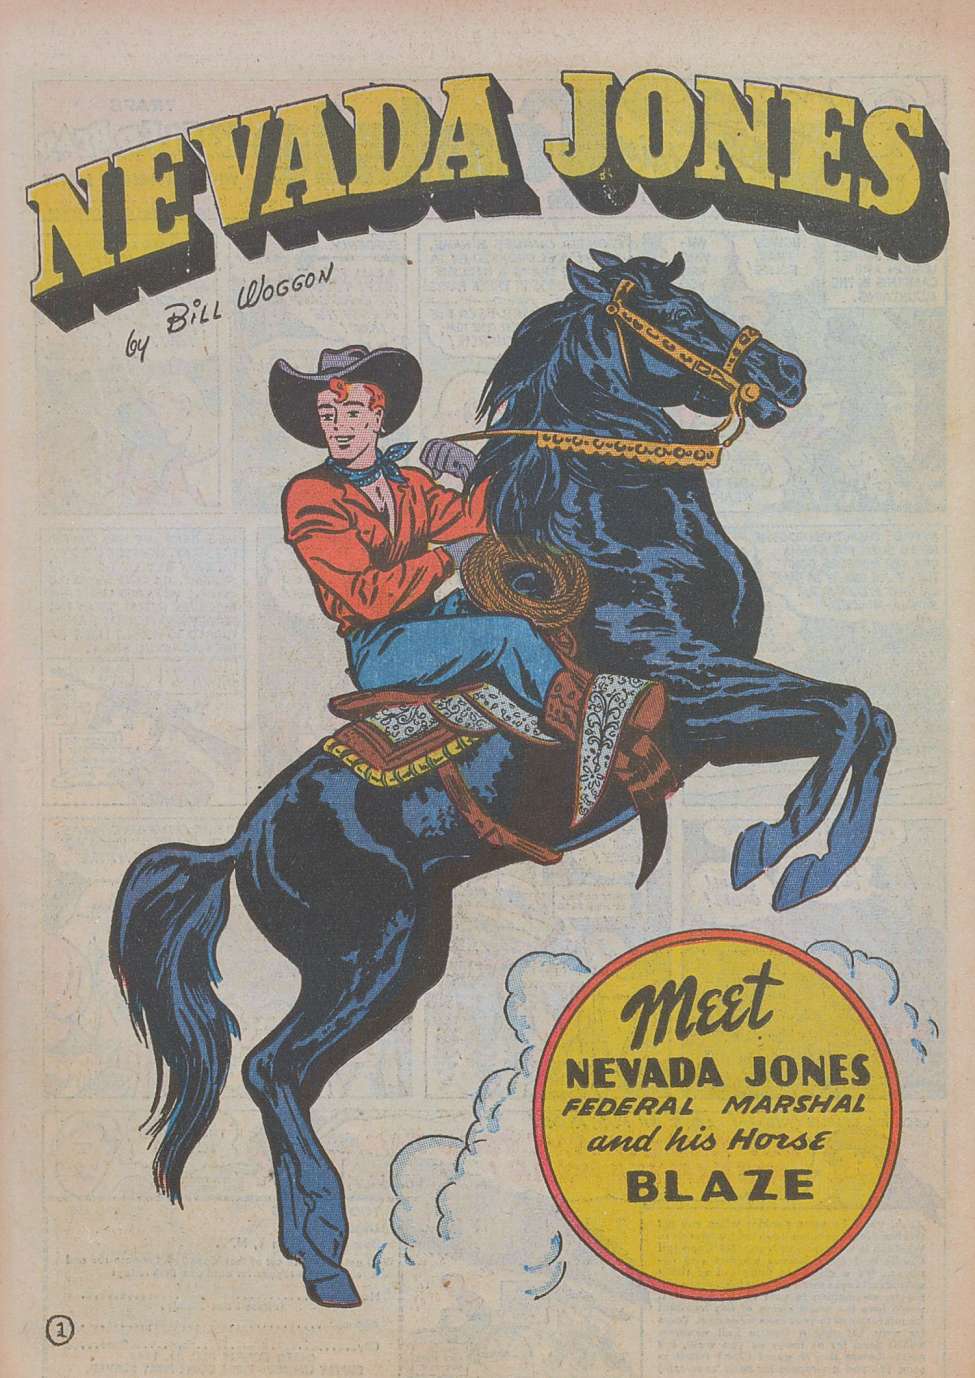 NEVADA JONES
by BiLL WOGGON
Meet
NEVADA JONES
FEDERAL MARSHAL
and his Horse
BLAZE
1